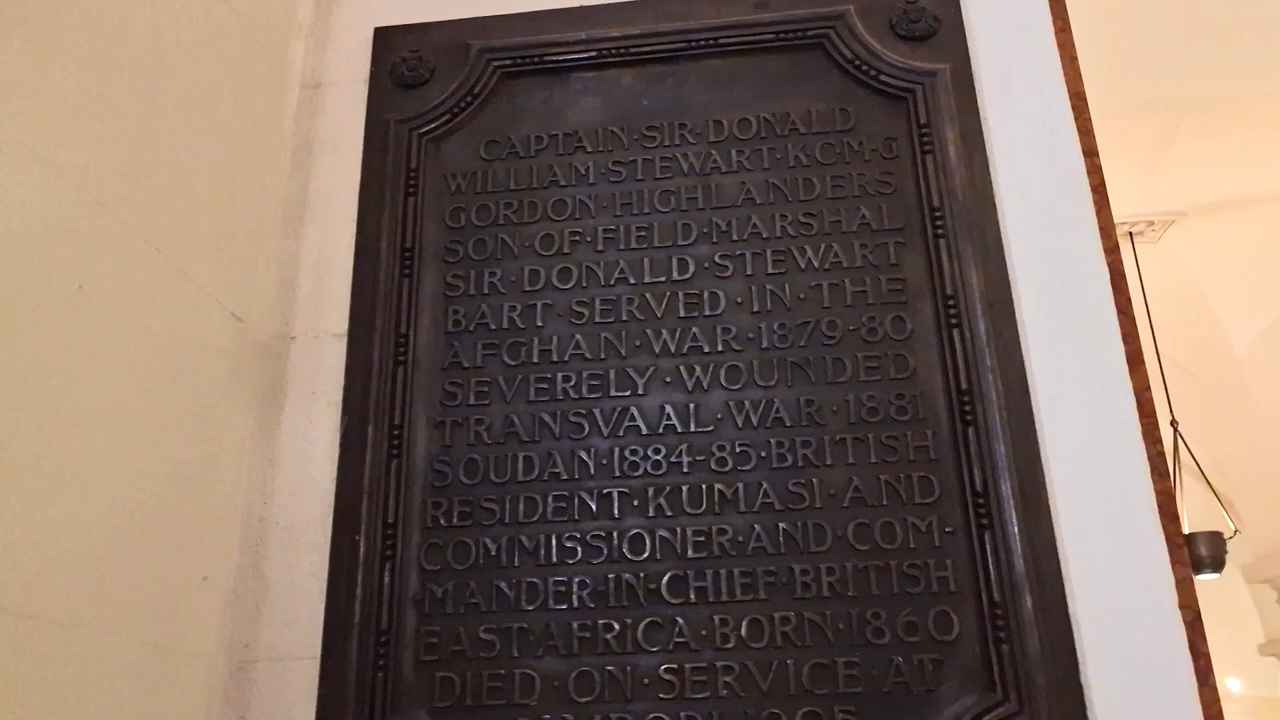 CAPTAIN·SIR·DONALD
WILLIAM·STEWART·K·C·M·G
GORDON·HIGHLANDERS
SON·OF·FIELD·MARSHAL
SIR·DONALD·STEWART
BART·SERVED·IN·THE
AFGHAN·WAR·1879-80
SEVERELY·WOUNDED
TRANSVAAL·WAR·1881
SOUDAN·1884-85·BRITISH
RESIDENT·KUMASI·AND
COMMISSIONER·AND·COM-
MANDER-IN-CHIEF·BRITISH
EAST·AFRICA·BORN·1860
DIED·ON·SERVICE·AT